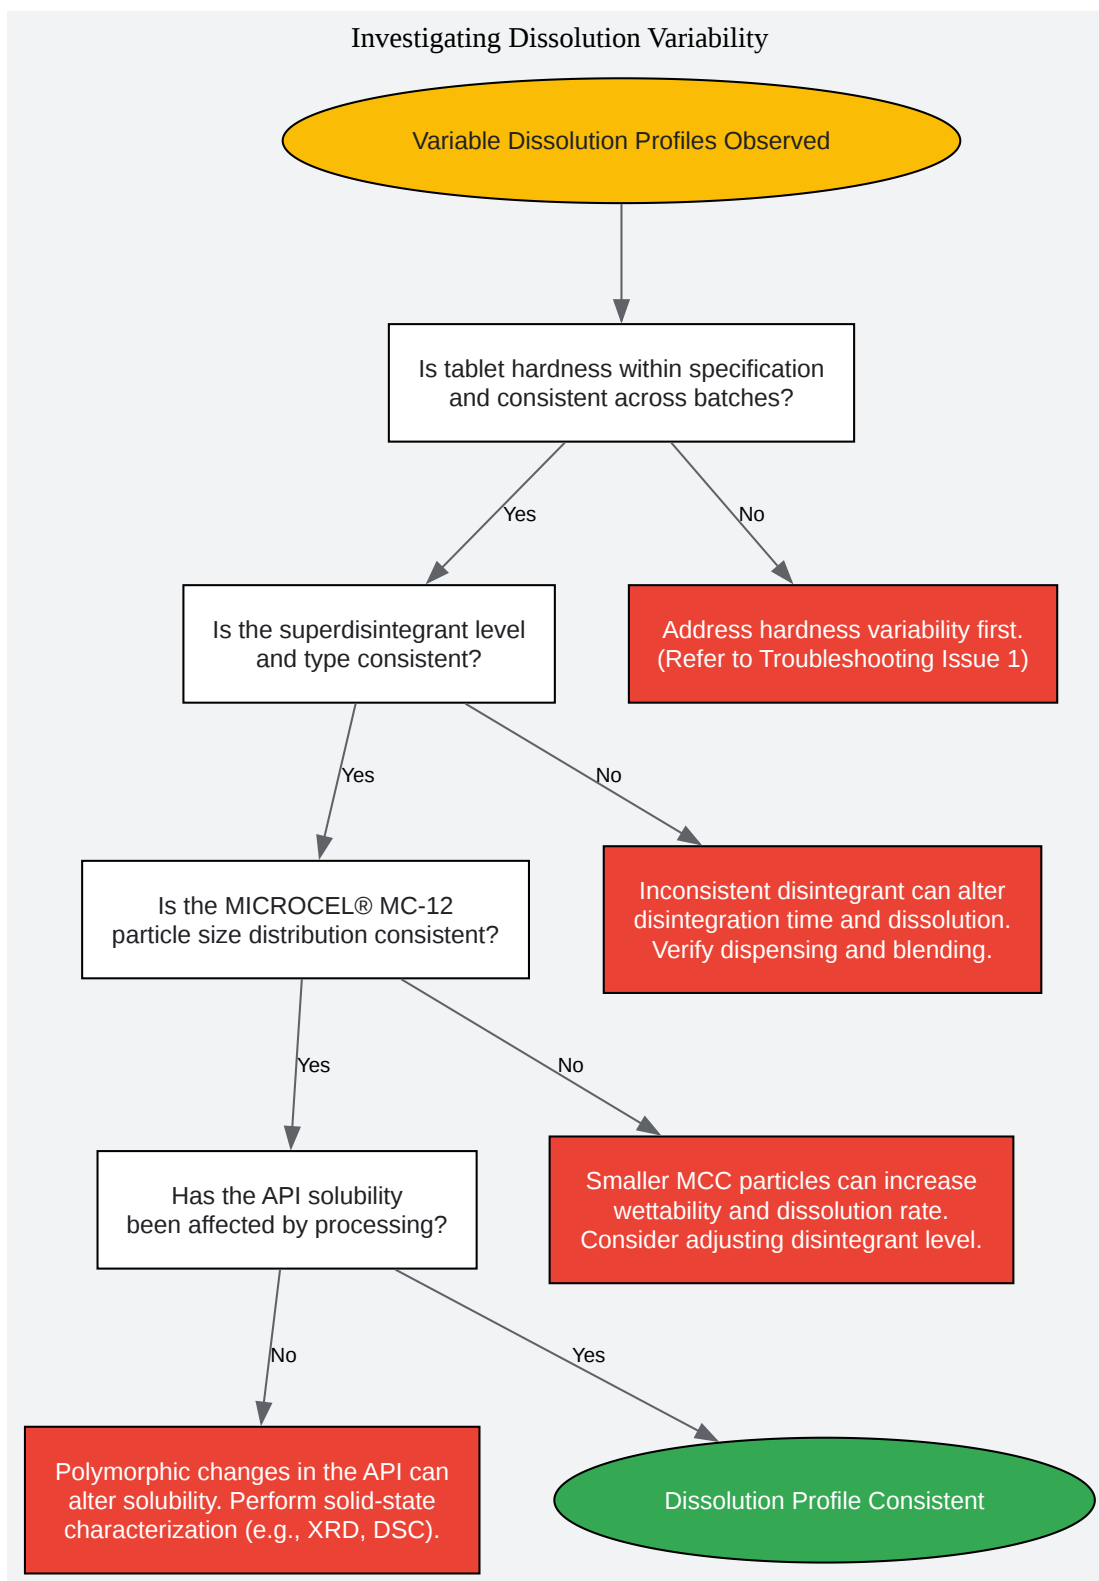 Investigating Dissolution Variability
Variable Dissolution Profiles Observed
Is tablet hardness within specification
and consistent across batches?
Yes
No
Is the superdisintegrant level
and type consistent?
Address hardness variability first.
(Refer to Troubleshooting Issue 1)
Yes
No
Is the MICROCEL® MC-12
particle size distribution consistent?
Inconsistent disintegrant can alter
disintegration time and dissolution.
Verify dispensing and blending.
Yes
No
Has the API solubility
been affected by processing?
Smaller MCC particles can increase
wettability and dissolution rate.
Consider adjusting disintegrant level.
No
Yes
Polymorphic changes in the API can
alter solubility. Perform solid-state
characterization (e.g., XRD, DSC).
Dissolution Profile Consistent